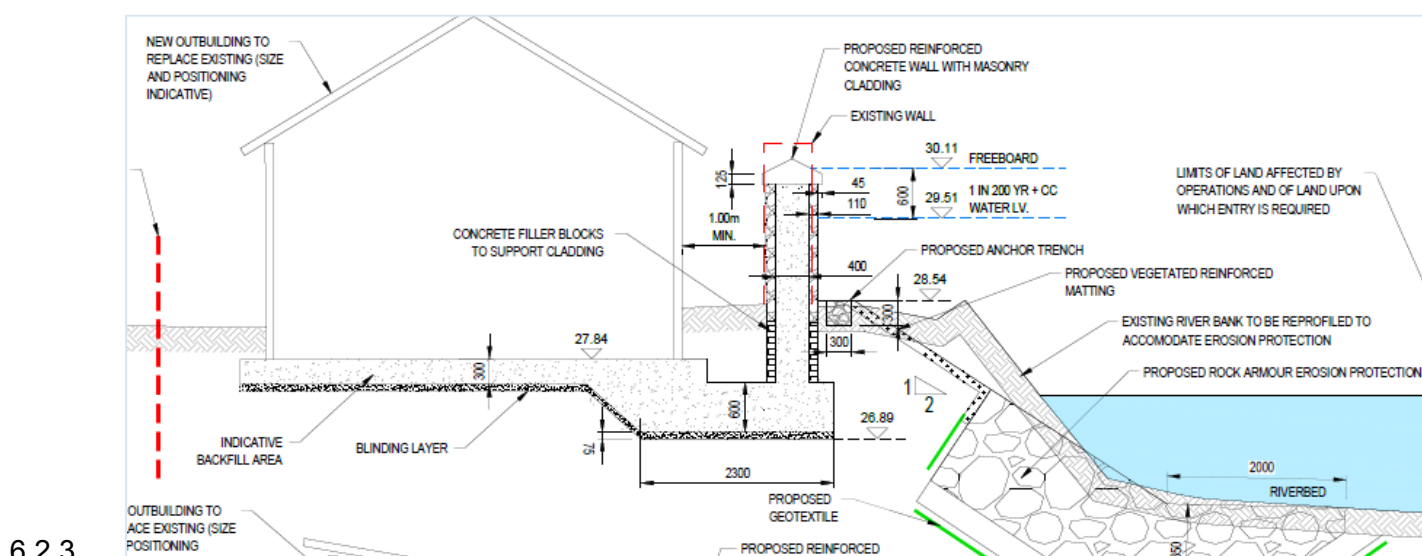 NEW OUTBUILDING TO
REPLACE EXISTING (SIZE
AND POSITIONING
INDICATIVE)
PROPOSED REINFORCED
CONCRETE WALL WITH MASONRY
CLADDING
EXISTING WALL
30.11
FREEBOARD
125
45
600
1 IN 200 YR + CC
WATER LV.
29.51
110
LIMITS OF LAND AFFECTED BY
OPERATIONS AND OF LAND UPON
WHICH ENTRY IS REQUIRED
1.00m
MIN.
CONCRETE FILLER BLOCKS
TO SUPPORT CLADDING
PROPOSED ANCHOR TRENCH
400
28.54
PROPOSED VEGETATED REINFORCED
MATTING
300
300
EXISTING RIVER BANK TO BE REPROFILED TO
ACCOMODATE EROSION PROTECTION
27.84
300
PROPOSED ROCK ARMOUR EROSION PROTECTION
1
2
600
26.89
INDICATIVE
BACKFILL AREA
BLINDING LAYER
75
2300
2000
RIVERBED
PROPOSED
GEOTEXTILE
OUTBUILDING TO
ACE EXISTING (SIZE
POSITIONING
PROPOSED REINFORCED
6.2.3